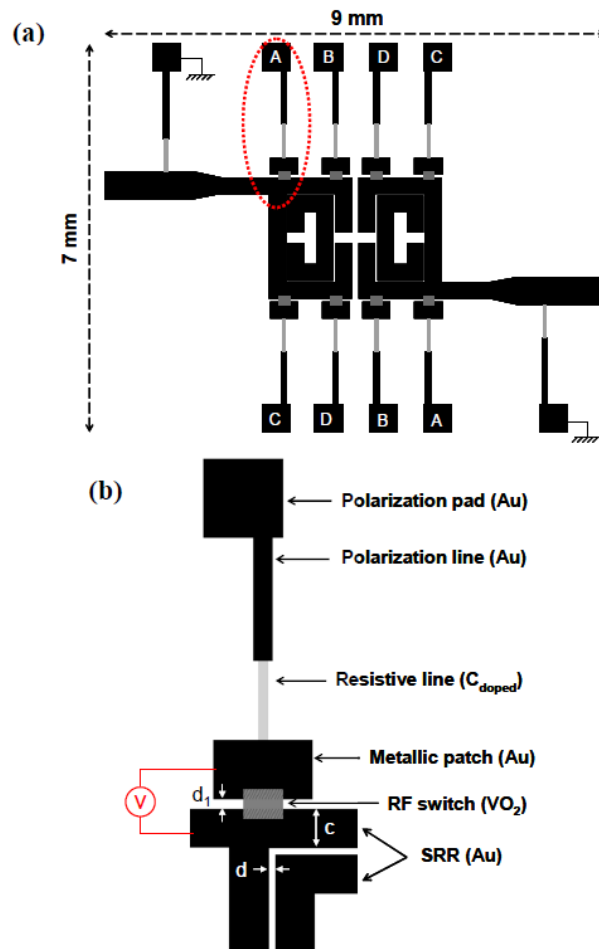 (a)
9 mm
7 mm
A B D C
C D B A
(b)
Polarization pad (Au)
Polarization line (Au)
Resistive line (Cdoped)
Metallic patch (Au)
d1
V
RF switch (VO2)
c
SRR (Au)
d